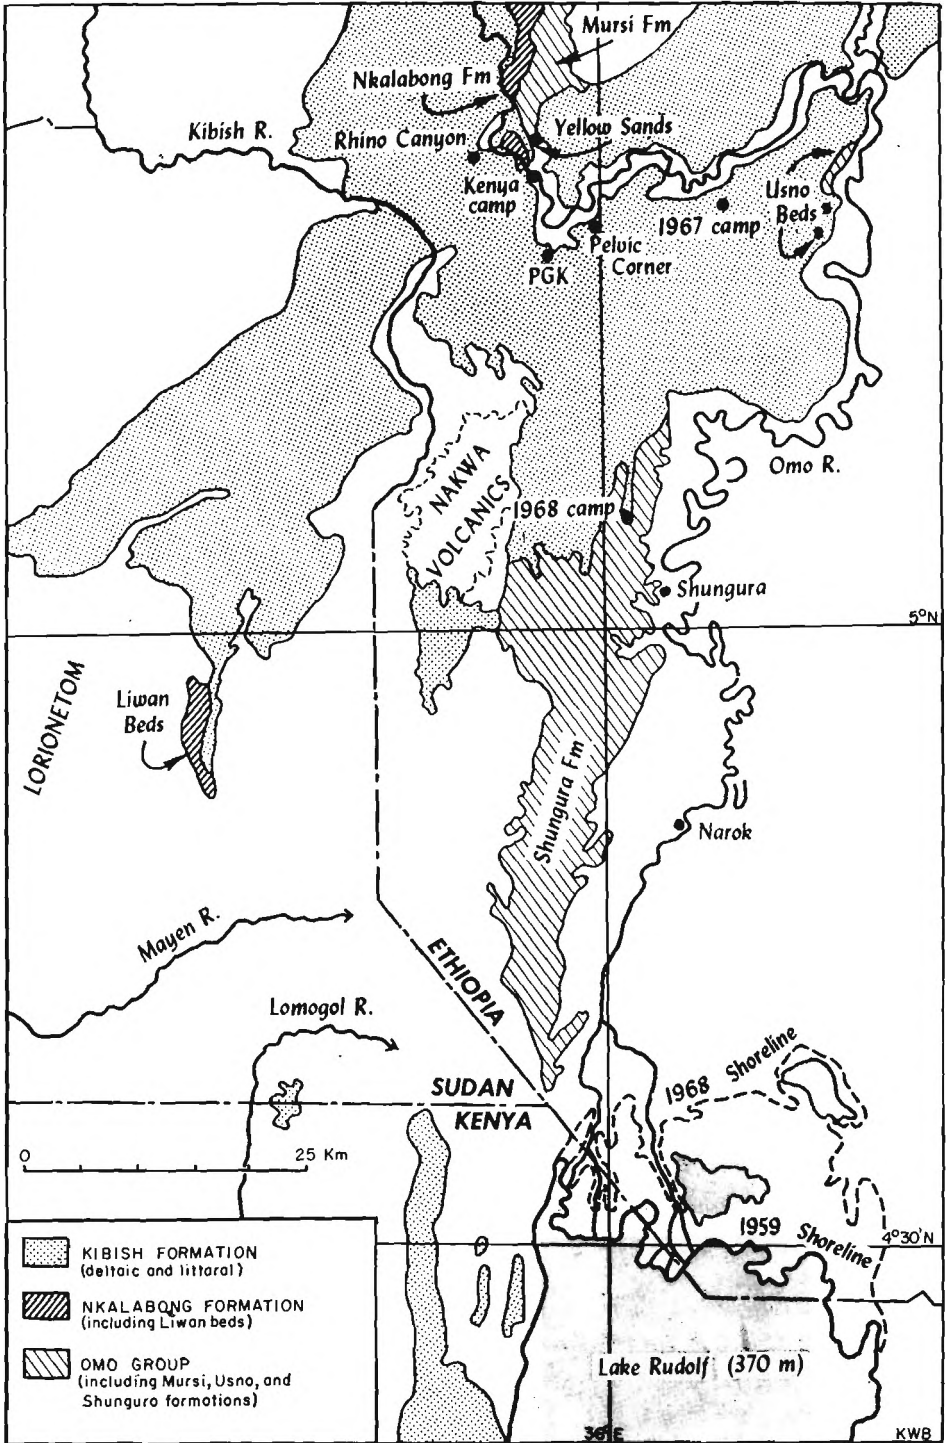 Mursi Fm
Nkalabong Fm
Kibish R.
Rhino Canyon
Yellow Sands
Kenya
camp
Usno
Beds
1967 camp
Pelvic
Corner
PGK
Omo R.
NAKWA
VOLCANICS
1968 camp
Shungura
5°N
LORIONETOM
Liwan
Beds
Shungura Fm
Narok
Mayen R.
ETHIOPIA
Lomogol R.
1968 Shoreline
SUDAN
KENYA
0 25 Km
1959 Shoreline
4°30'N
KIBISH FORMATION
(deltaic and littaral)
NKALABONG FORMATION
(including Liwan beds)
OMO GROUP
(including Mursi, Usno, and
Shunguro formations)
Lake Rudolf (370 m)
36°E
KWB